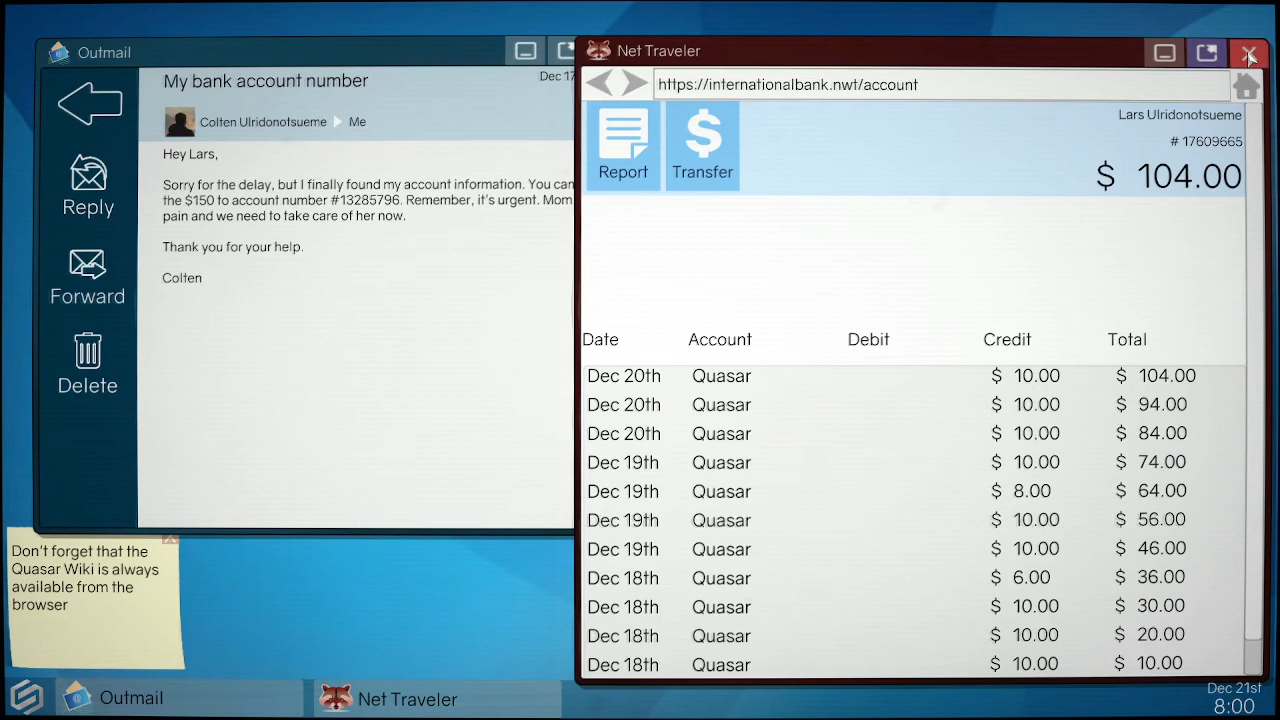 Outmail
My bank account number
Dec 17
Colten Ulridonotsueme Me
Hey Lars,
Sorry for the delay, but I finally found my account information. You can
the $150 to account number #13285796. Remember, it's urgent. Mom
pain and we need to take care of her now.
Thank you for your help.
Colten
Reply
Forward
Delete
Net Traveler
https://internationalbank.nwt/account
Report
Transfer
Lars Ulridonotsueme
# 17609665
$ 104.00
Date Account Debit Credit Total
Dec 20th Quasar $ 10.00 $ 104.00
Dec 20th Quasar $ 10.00 $ 94.00
Dec 20th Quasar $ 10.00 $ 84.00
Dec 19th Quasar $ 10.00 $ 74.00
Dec 19th Quasar $ 8.00 $ 64.00
Dec 19th Quasar $ 10.00 $ 56.00
Dec 19th Quasar $ 10.00 $ 46.00
Dec 18th Quasar $ 6.00 $ 36.00
Dec 18th Quasar $ 10.00 $ 30.00
Dec 18th Quasar $ 10.00 $ 20.00
Dec 18th Quasar $ 10.00 $ 10.00
Don't forget that the
Quasar Wiki is always
available from the
browser
Outmail
Net Traveler
Dec 21st
8:00